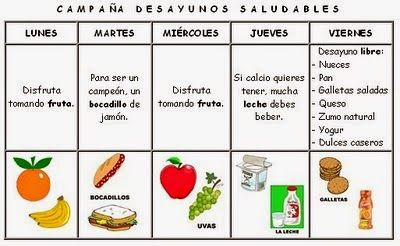 CAMPAÑA DESAYUNOS SALUDABLES
LUNES
MARTES
MIÉRCOLES
JUEVES
VIERNES
Disfruta
tomando fruta.
Para ser un
campeón, un
bocadillo de
jamón.
Disfruta
tomando fruta.
Si calcio quieres
tener, mucha
leche debes
beber.
Desayuno libre:
- Nueces
- Pan
- Galletas saladas
- Queso
- Zumo natural
- Yogur
- Dulces caseros
BOCADILLOS
UVAS
LA LECHE
GALLETAS